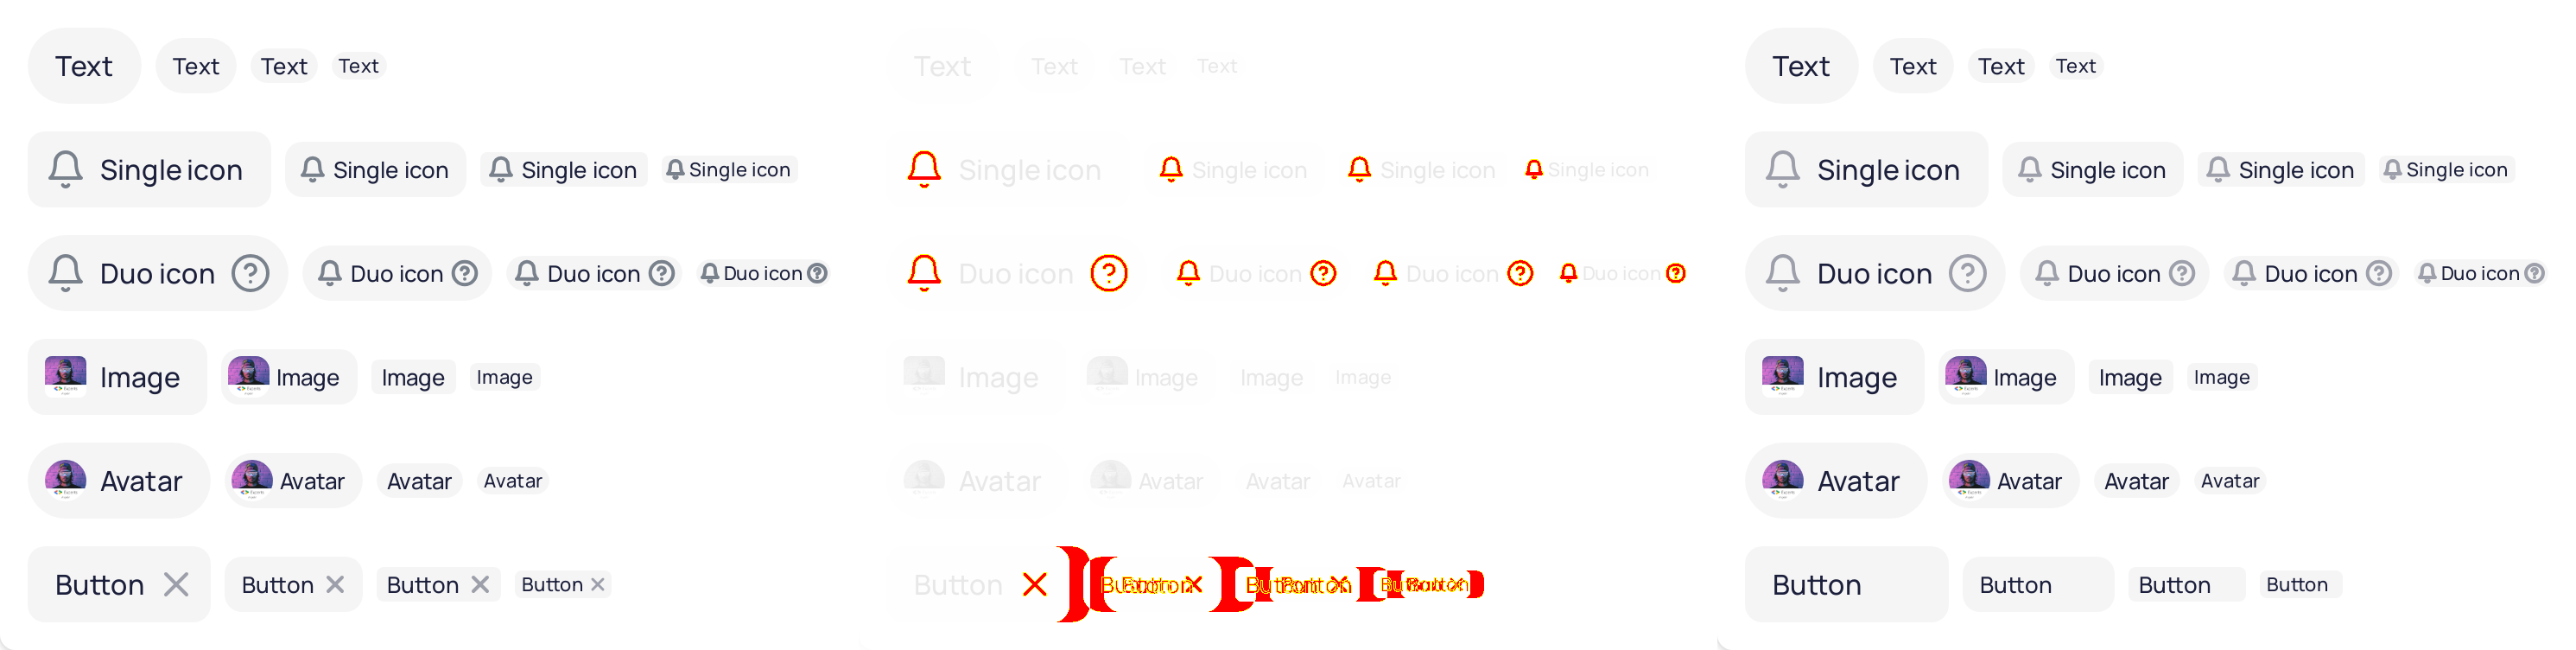 Text Text Text Text Text Text Text Text Text Text Text Text
Single icon Single icon Single icon Single icon Single icon Single icon Single icon Single icon Single icon Single icon Single icon Single icon
Duo icon Duo icon Duo icon Duo icon Duo icon Duo icon Duo icon Duo icon Duo icon Duo icon Duo icon Duo icon
Image Image Image Image Image Image Image Image Image Image Image Image
Avatar Avatar Avatar Avatar Avatar Avatar Avatar Avatar Avatar Avatar Avatar Avatar
Button Button Button Button Button Button Button Button Button